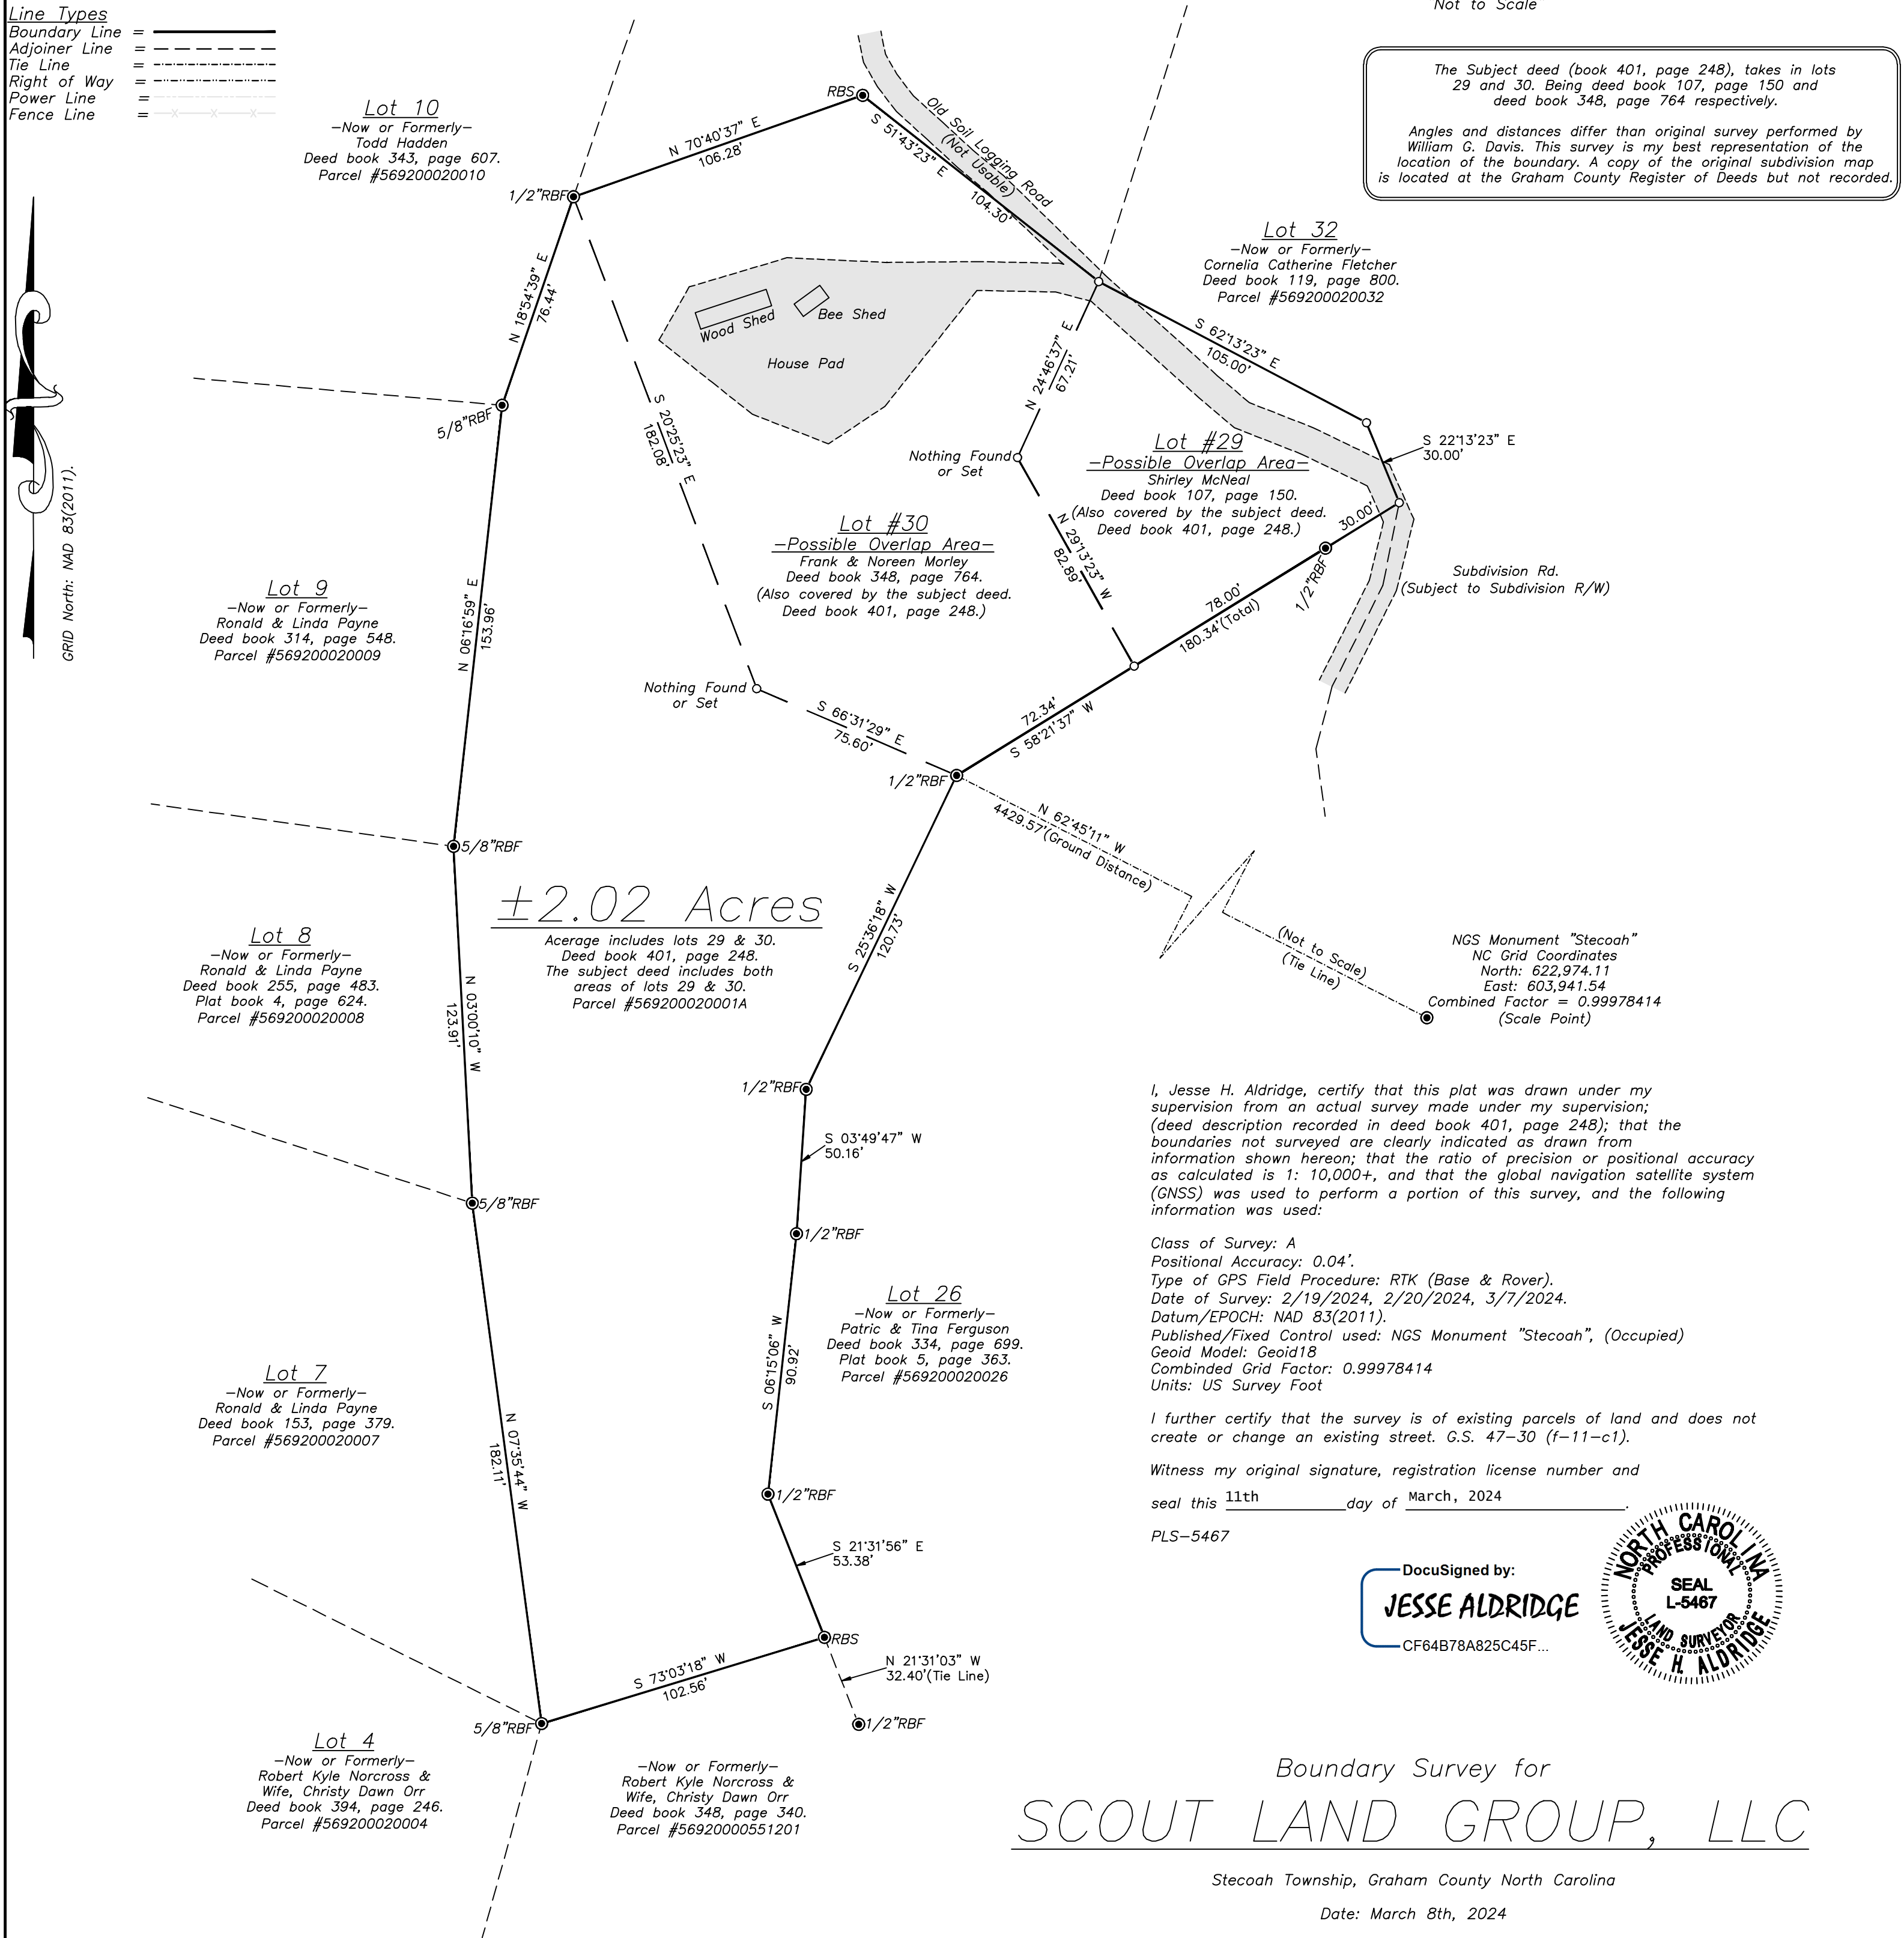 Line Types
Boundary Line =
Adjoiner Line =
Tie Line =
Right of Way =
Power Line =
Fence Line =
Not to Scale
The Subject deed (book 401, page 248), takes in lots
29 and 30. Being deed book 107, page 150 and
deed book 348, page 764 respectively.
Angles and distances differ than original survey performed by
William G. Davis. This survey is my best representation of the
location of the boundary. A copy of the original subdivision map
is located at the Graham County Register of Deeds but not recorded.
Lot 10
-Now or Formerly-
Todd Hadden
Deed book 343, page 607.
Parcel #569200020010
RBS
N 70°40'37" E
106.28'
S 51°43'23" E
104.30'
Old Soil Logging Road
(Not Usable)
1/2"RBF
Lot 32
-Now or Formerly-
Cornelia Catherine Fletcher
Deed book 119, page 800.
Parcel #569200020032
N 18°54'39" E
76.44'
Wood Shed
Bee Shed
House Pad
S 62°13'23" E
105.00'
N 24°46'37" E
67.21'
5/8"RBF
S 20°25'23" E
182.08'
Nothing Found
or Set
Lot #29
-Possible Overlap Area-
Shirley McNeal
Deed book 107, page 150.
(Also covered by the subject deed.
Deed book 401, page 248.)
S 22°13'23" E
30.00'
30.00'
1/2"RBF
Lot #30
-Possible Overlap Area-
Frank & Noreen Morley
Deed book 348, page 764.
(Also covered by the subject deed.
Deed book 401, page 248.)
N 29°13'23" W
82.89'
78.00'
180.34'(Total)
Subdivision Rd.
(Subject to Subdivision R/W)
GRID North: NAD 83(2011).
Lot 9
-Now or Formerly-
Ronald & Linda Payne
Deed book 314, page 548.
Parcel #569200020009
N 06°16'59" E
153.96'
Nothing Found
or Set
S 66°31'29" E
75.60'
72.34'
S 58°21'37" W
1/2"RBF
N 62°45'11" W
4429.57'(Ground Distance)
5/8"RBF
±2.02 Acres
Acerage includes lots 29 & 30.
Deed book 401, page 248.
The subject deed includes both
areas of lots 29 & 30.
Parcel #569200020001A
S 25°36'18" W
120.73'
(Not to Scale)
(Tie Line)
NGS Monument "Stecoah"
NC Grid Coordinates
North: 622,974.11
East: 603,941.54
Combined Factor = 0.99978414
(Scale Point)
Lot 8
-Now or Formerly-
Ronald & Linda Payne
Deed book 255, page 483.
Plat book 4, page 624.
Parcel #569200020008
N 03°00'10" W
123.91'
1/2"RBF
S 03°49'47" W
50.16'
5/8"RBF
1/2"RBF
I, Jesse H. Aldridge, certify that this plat was drawn under my
supervision from an actual survey made under my supervision;
(deed description recorded in deed book 401, page 248); that the
boundaries not surveyed are clearly indicated as drawn from
information shown hereon; that the ratio of precision or positional accuracy
as calculated is 1: 10,000+, and that the global navigation satellite system
(GNSS) was used to perform a portion of this survey, and the following
information was used:
Class of Survey: A
Positional Accuracy: 0.04'.
Type of GPS Field Procedure: RTK (Base & Rover).
Date of Survey: 2/19/2024, 2/20/2024, 3/7/2024.
Datum/EPOCH: NAD 83(2011).
Published/Fixed Control used: NGS Monument "Stecoah", (Occupied)
Geoid Model: Geoid18
Combinded Grid Factor: 0.99978414
Units: US Survey Foot
I further certify that the survey is of existing parcels of land and does not
create or change an existing street. G.S. 47-30 (f-11-c1).
Witness my original signature, registration license number and
seal this 11th day of March, 2024.
PLS-5467
DocuSigned by:
JESSE ALDRIDGE
CF64B78A825C45F...
NORTH CAROLINA
PROFESSIONAL
SEAL
L-5467
LAND SURVEYOR
JESSE H. ALDRIDGE
Lot 26
-Now or Formerly-
Patric & Tina Ferguson
Deed book 334, page 699.
Plat book 5, page 363.
Parcel #569200020026
S 06°15'06" W
90.92'
Lot 7
-Now or Formerly-
Ronald & Linda Payne
Deed book 153, page 379.
Parcel #569200020007
N 07°35'44" W
182.11'
1/2"RBF
S 21°31'56" E
53.38'
RBS
S 73°03'18" W
102.56'
N 21°31'03" W
32.40'(Tie Line)
5/8"RBF
1/2"RBF
Lot 4
-Now or Formerly-
Robert Kyle Norcross &
Wife, Christy Dawn Orr
Deed book 394, page 246.
Parcel #569200020004
-Now or Formerly-
Robert Kyle Norcross &
Wife, Christy Dawn Orr
Deed book 348, page 340.
Parcel #56920000551201
Boundary Survey for
SCOUT LAND GROUP, LLC
Stecoah Township, Graham County North Carolina
Date: March 8th, 2024